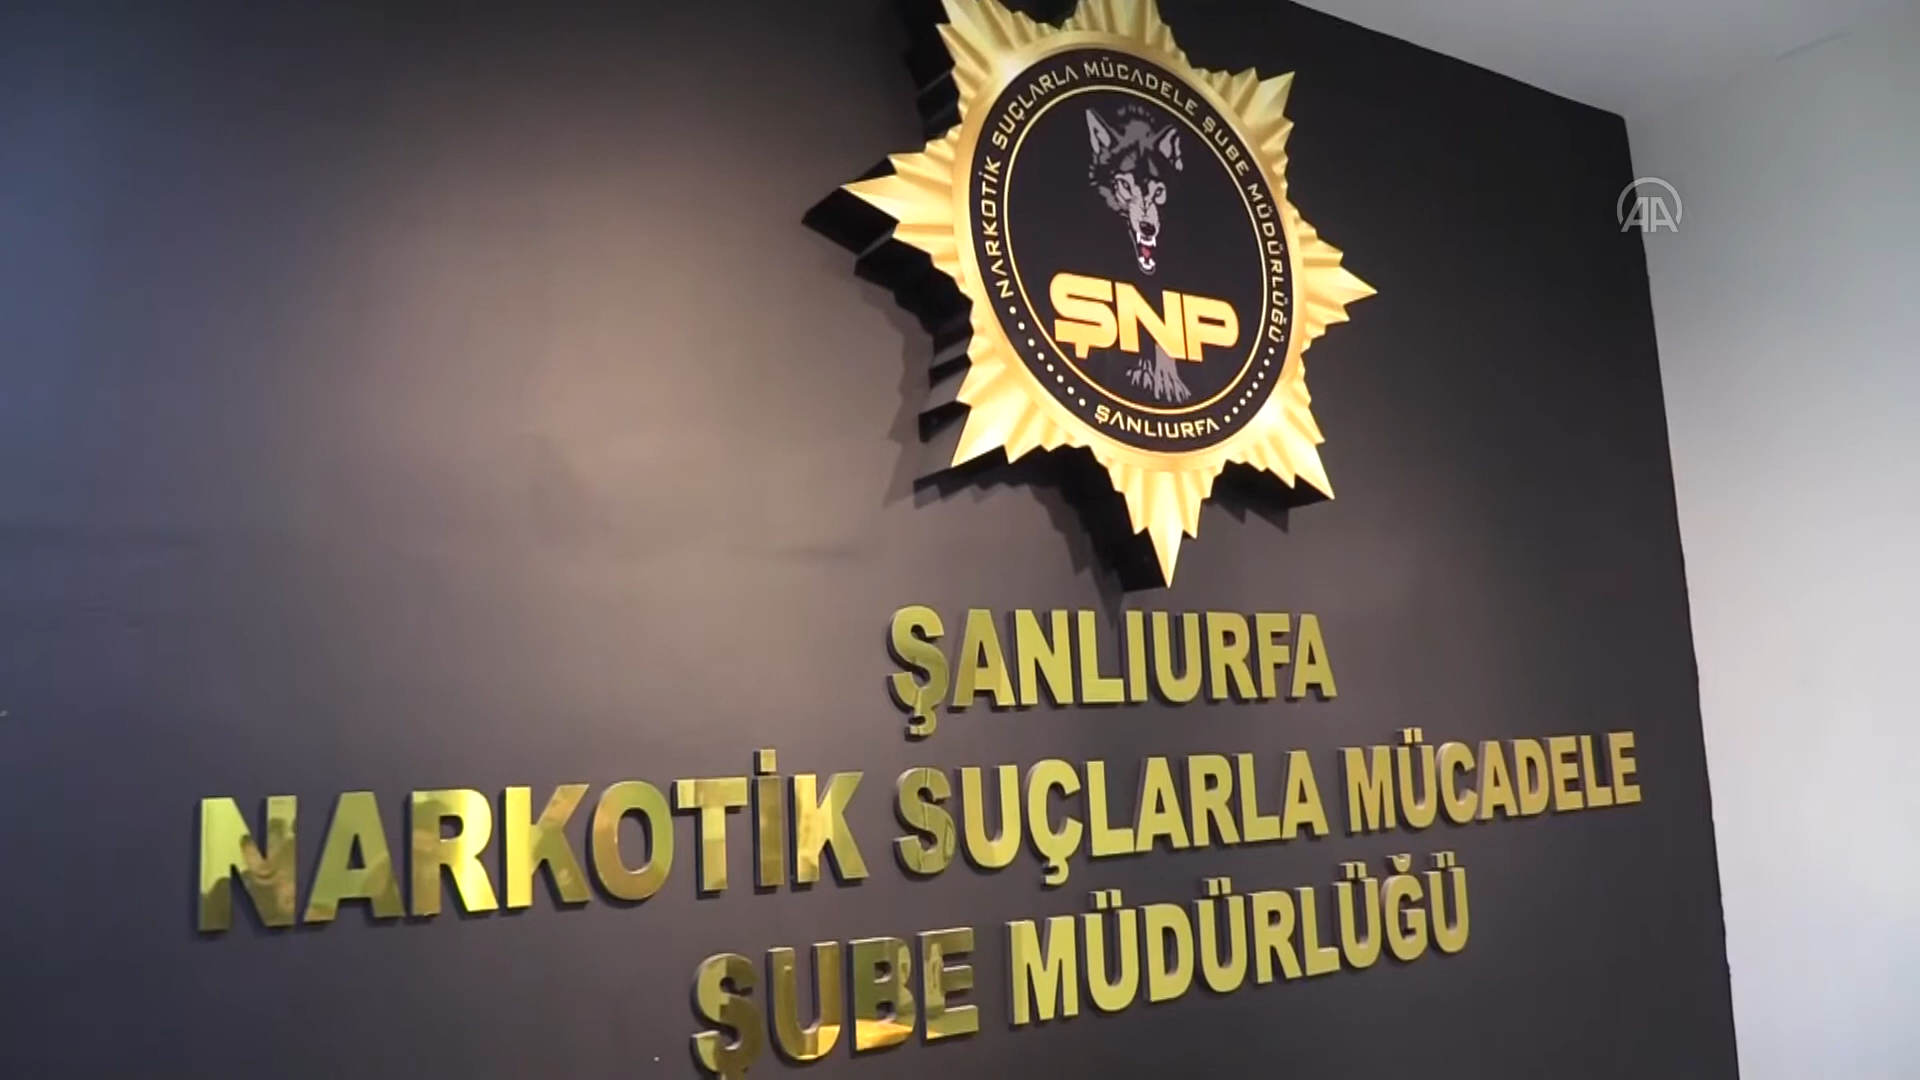 NARKOTİK SUÇLARLA MÜCADELE ŞUBE MÜDÜRLÜĞÜ
ŞNP
ŞANLIURFA
AA
ŞANLIURFA
NARKOTİK SUÇLARLA MÜCADELE
ŞUBE MÜDÜRLÜĞÜ